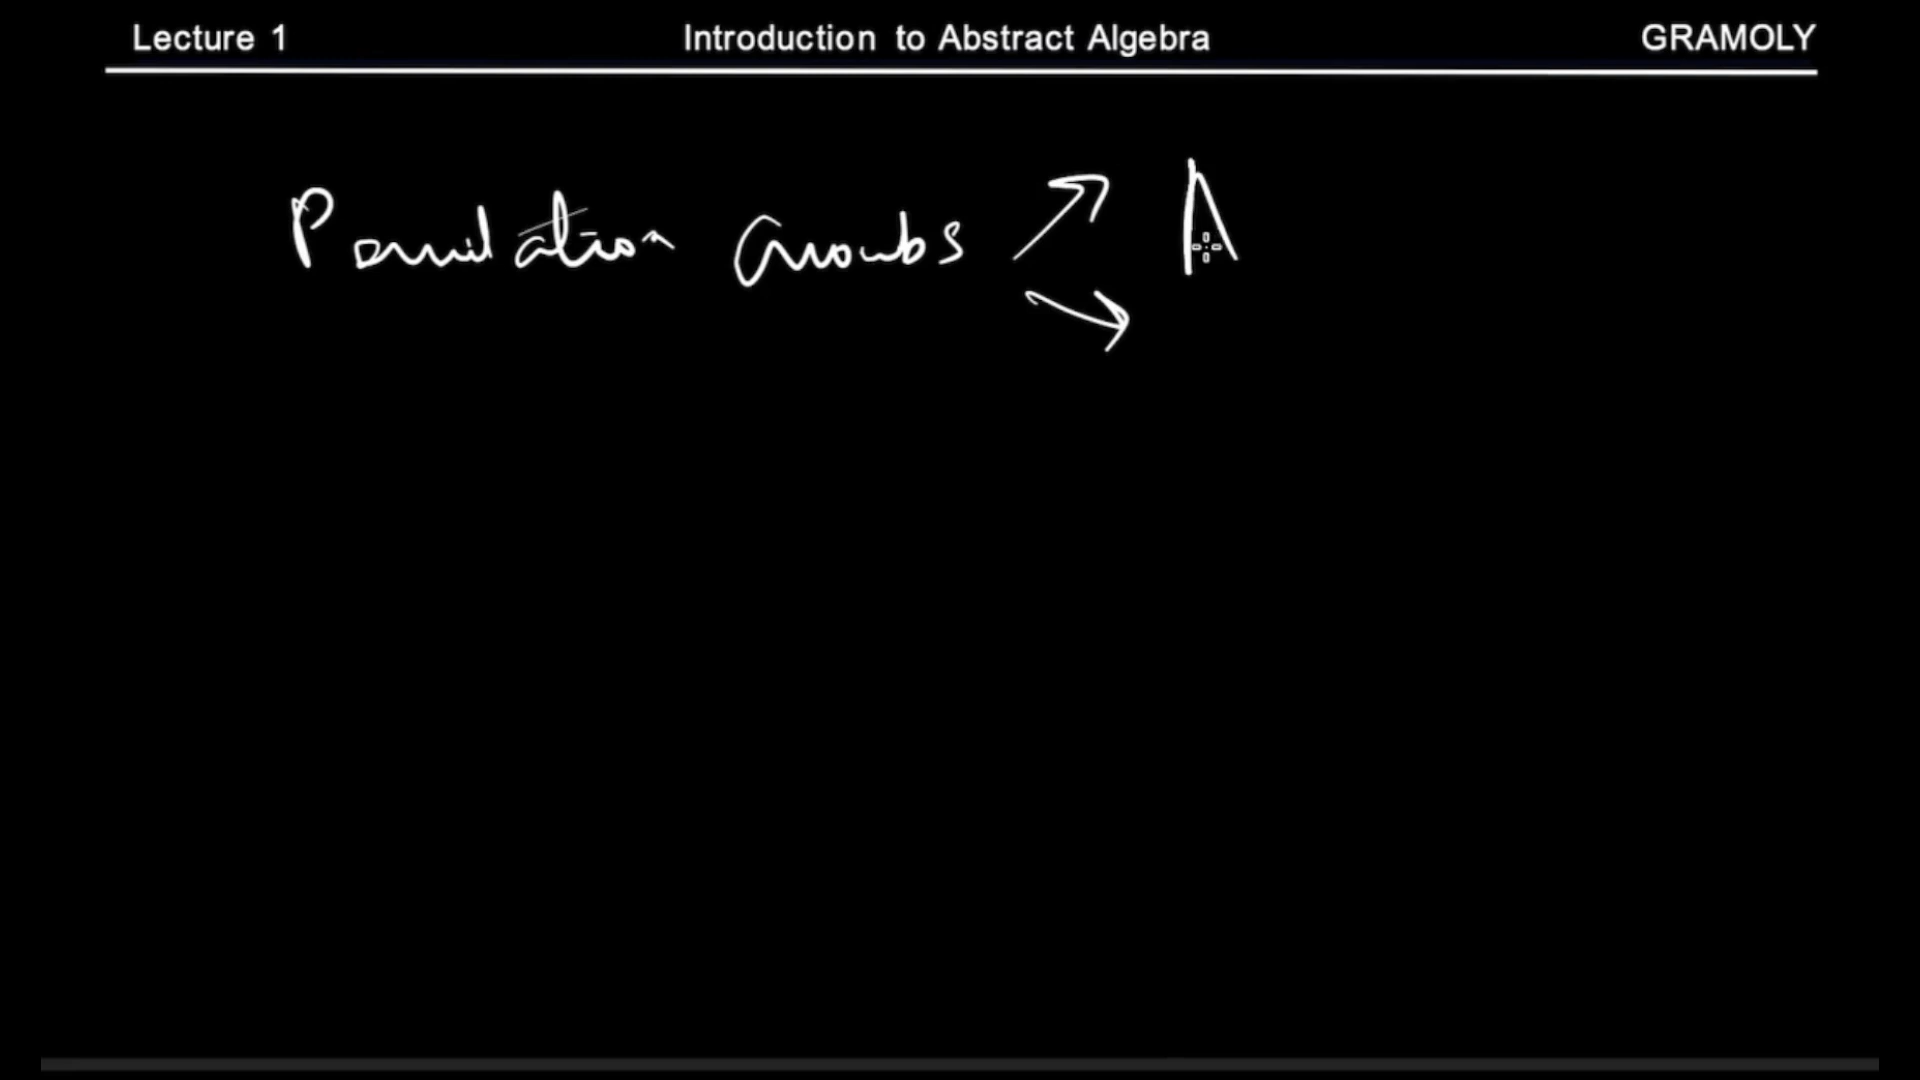 Lecture 1 Introduction to Abstract Algebra GRAMOLY
Permutation Groups A